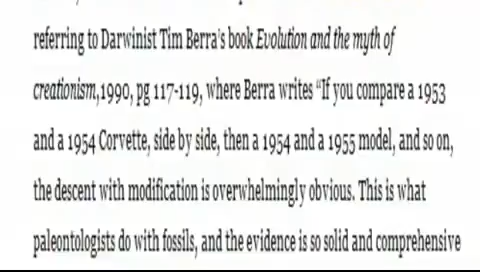 referring to Darwinist Tim Berra's book Evolution and the myth of
creationism,1990, pg 117-119, where Berra writes “If you compare a 1953
and a 1954 Corvette, side by side, then a 1954 and a 1955 model, and so on,
the descent with modification is overwhelmingly obvious. This is what
paleontologists do with fossils, and the evidence is so solid and comprehensive